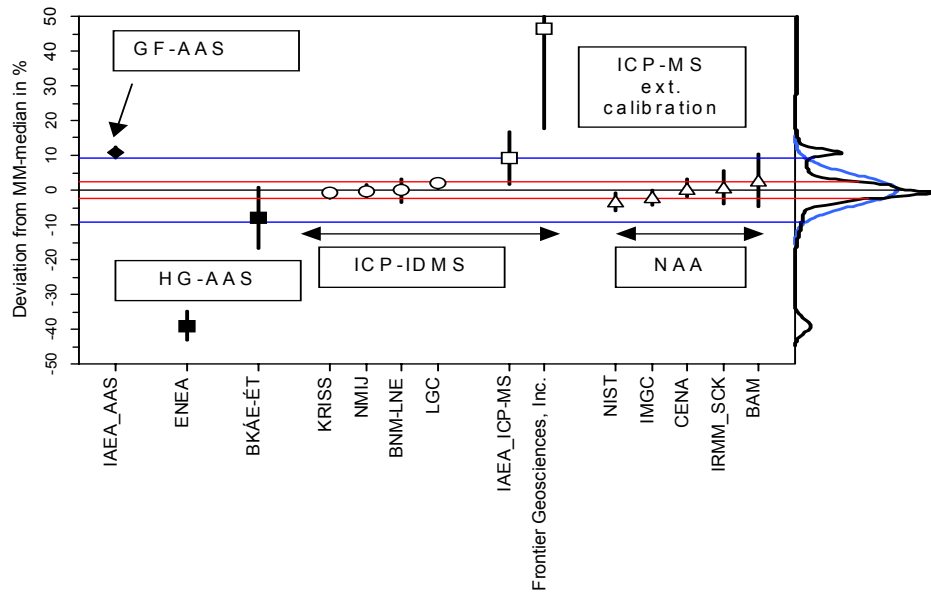 Deviation from MM-median in %
50
40
30
20
10
0
-10
-20
-30
-40
-50
GF-AAS
ICP-MS
ext.
calibration
HG-AAS
ICP-IDMS
NAA
IAEA_AAS
ENEA
BKÁE-ÉT
KRISS
NMIJ
BNM-LNE
LGC
IAEA_ICP-MS
Frontier Geosciences, Inc.
NIST
IMGC
CENA
IRMM_SCK
BAM